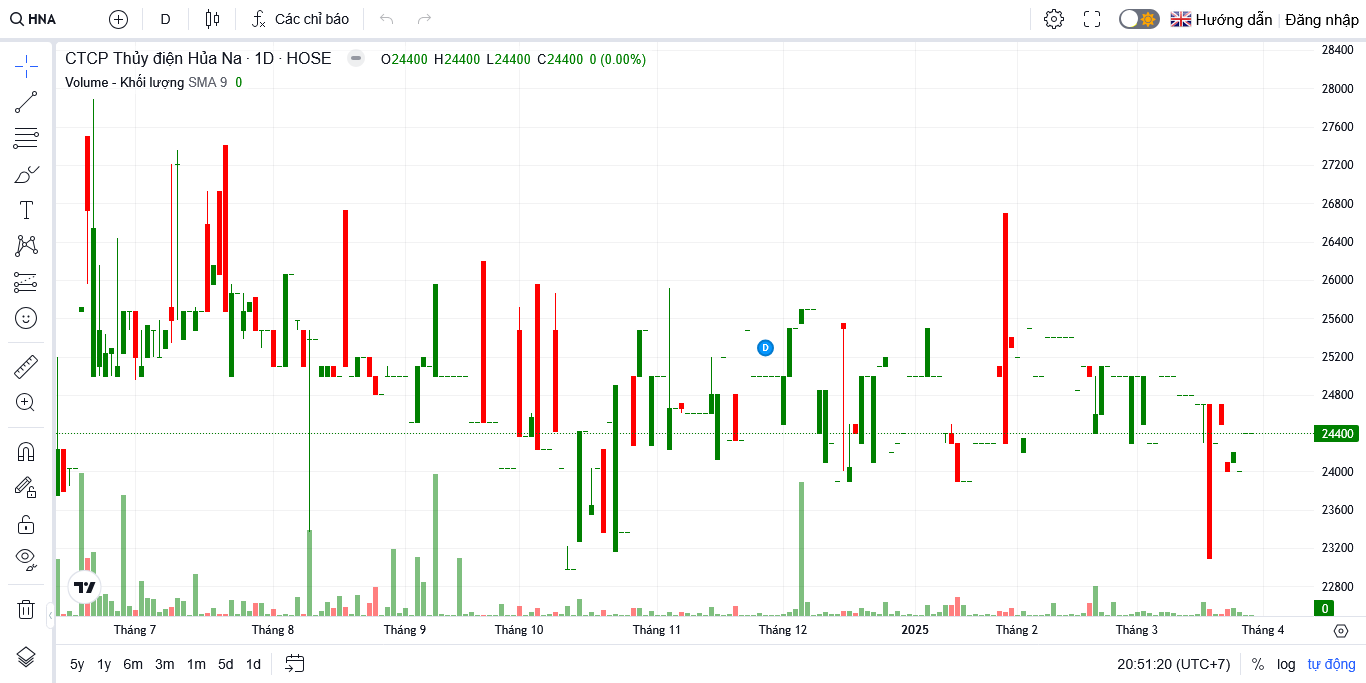 HNA D Các chỉ báo Hướng dẫn Đăng nhập
CTCP Thủy điện Hủa Na · 1D · HOSE O24400 H24400 L24400 C24400 0 (0.00%)
Volume - Khối lượng SMA 9 0
28400
28000
27600
27200
26800
26400
26000
25600
25200
24800
24400
24000
23600
23200
22800
0
D
Tháng 7 Tháng 8 Tháng 9 Tháng 10 Tháng 11 Tháng 12 2025 Tháng 2 Tháng 3 Tháng 4
5y 1y 6m 3m 1m 5d 1d 20:51:20 (UTC+7) % log tự động